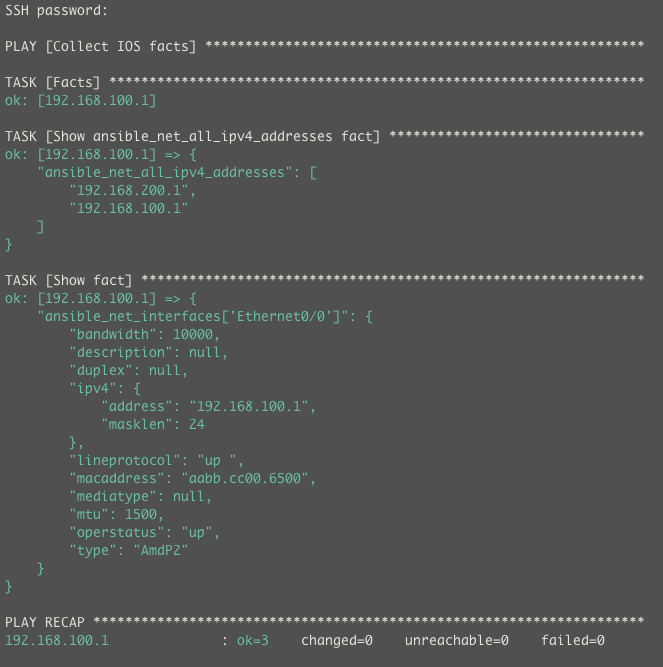 SSH password:
PLAY [Collect IOS facts] *******************************************************
TASK [Facts] *******************************************************************
ok: [192.168.100.1]
TASK [Show ansible_net_all_ipv4_addresses fact] ********************************
ok: [192.168.100.1] => {
    "ansible_net_all_ipv4_addresses": [
        "192.168.200.1",
        "192.168.100.1"
    ]
}
TASK [Show fact] ***************************************************************
ok: [192.168.100.1] => {
    "ansible_net_interfaces['Ethernet0/0']": {
        "bandwidth": 10000,
        "description": null,
        "duplex": null,
        "ipv4": {
            "address": "192.168.100.1",
            "masklen": 24
        },
        "lineprotocol": "up ",
        "macaddress": "aabb.cc00.6500",
        "mediatype": null,
        "mtu": 1500,
        "operstatus": "up",
        "type": "AmdP2"
    }
}
PLAY RECAP *********************************************************************
192.168.100.1              : ok=3    changed=0    unreachable=0    failed=0